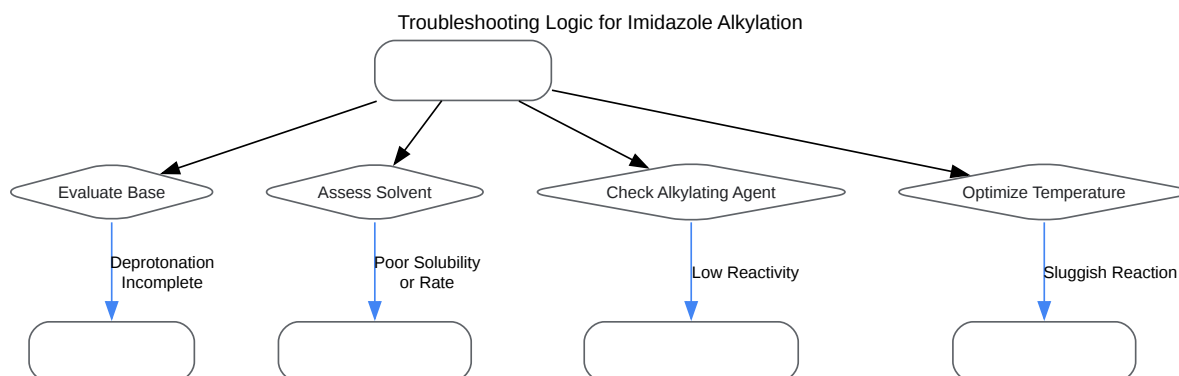 Troubleshooting Logic for Imidazole Alkylation
Evaluate Base
Assess Solvent
Check Alkylating Agent
Optimize Temperature
Deprotonation
Incomplete
Poor Solubility
or Rate
Low Reactivity
Sluggish Reaction